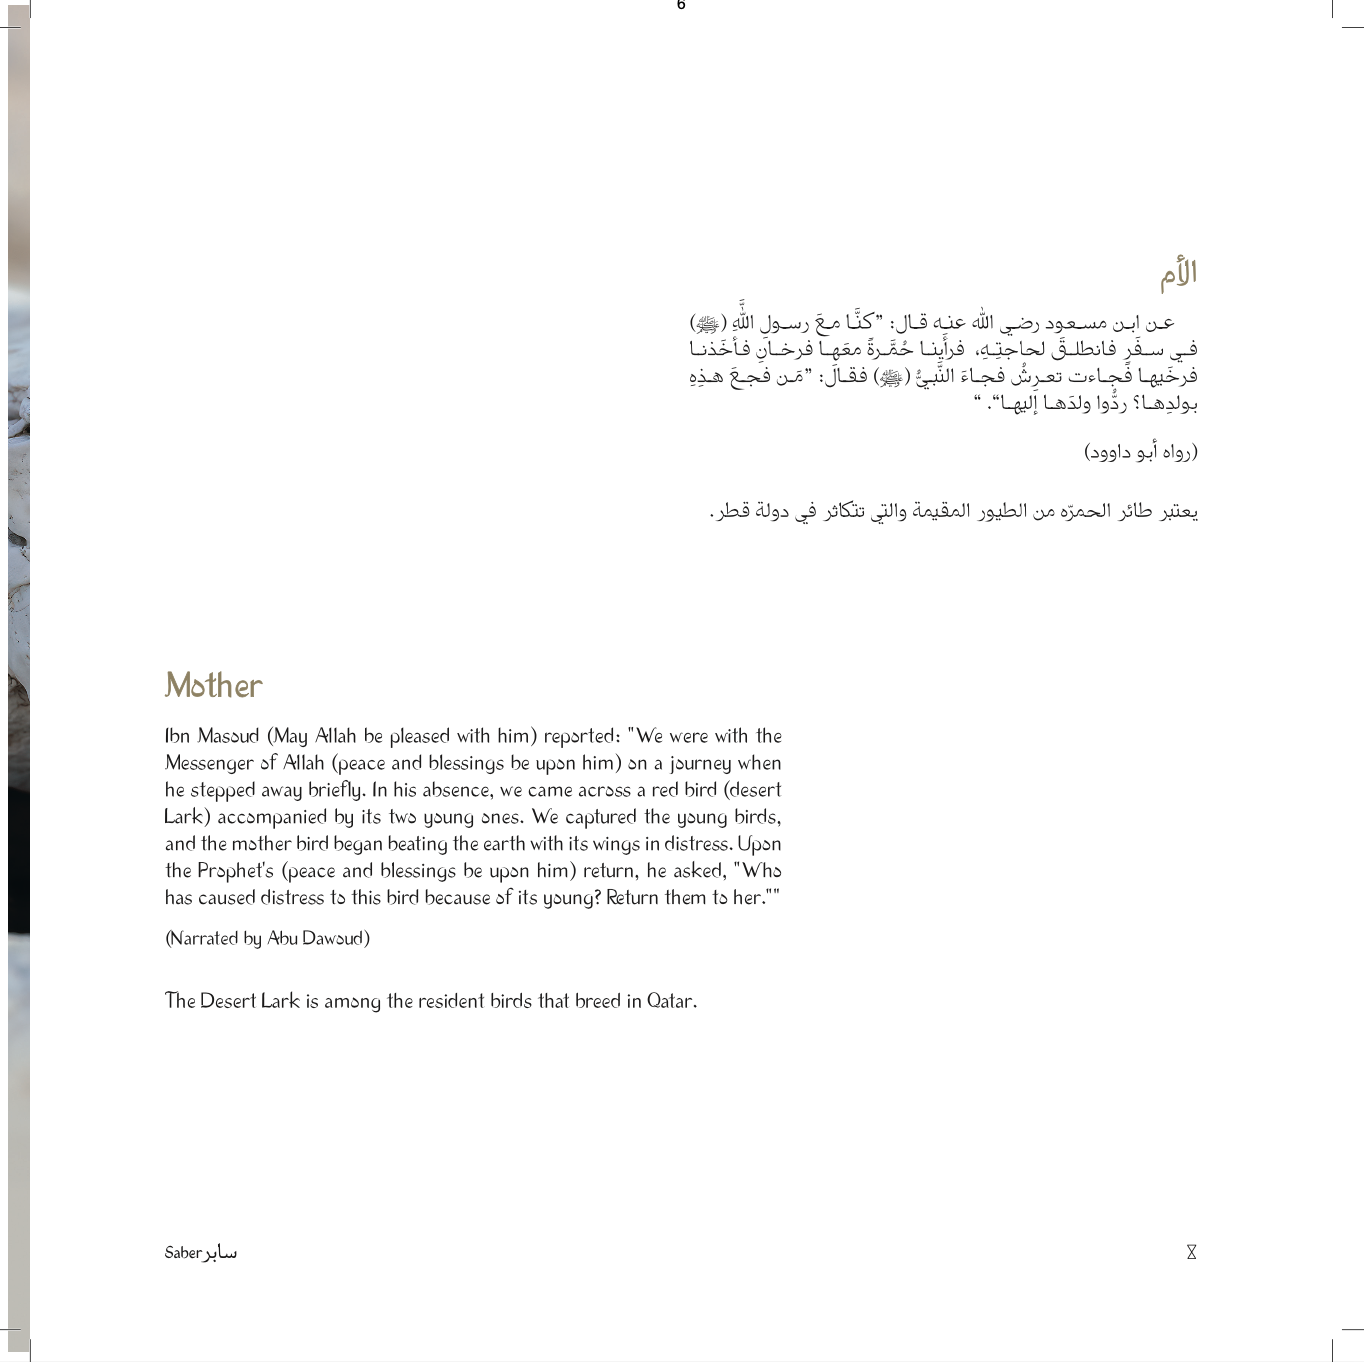 6
الأم
عن ابن مسعود رضي الله عنه قال: ”كنَّا معَ رسولِ اللَّهِ (ﷺ)
في سفَرٍ فانطلقَ لحاجتِهِ، فرأَينا حُمَّرةً معَها فرخانِ فأخَذنا
فرخَيها فجاءت تعرِشُ فجاءَ النَّبيُّ (ﷺ) فقالَ: ”مَن فجعَ هذِهِ
بولدِها؟ ردُّوا ولدَها إليها“. “
(رواه أبو داوود)
يعتبر طائر الحمرّه من الطيور المقيمة والتي تتكاثر في دولة قطر.
Mother
Ibn Masoud (May Allah be pleased with him) reported: "We were with the
Messenger of Allah (peace and blessings be upon him) on a journey when
he stepped away briefly. In his absence, we came across a red bird (desert
Lark) accompanied by its two young ones. We captured the young birds,
and the mother bird began beating the earth with its wings in distress. Upon
the Prophet's (peace and blessings be upon him) return, he asked, "Who
has caused distress to this bird because of its young? Return them to her.""
(Narrated by Abu Dawoud)
The Desert Lark is among the resident birds that breed in Qatar.
Saber سابر